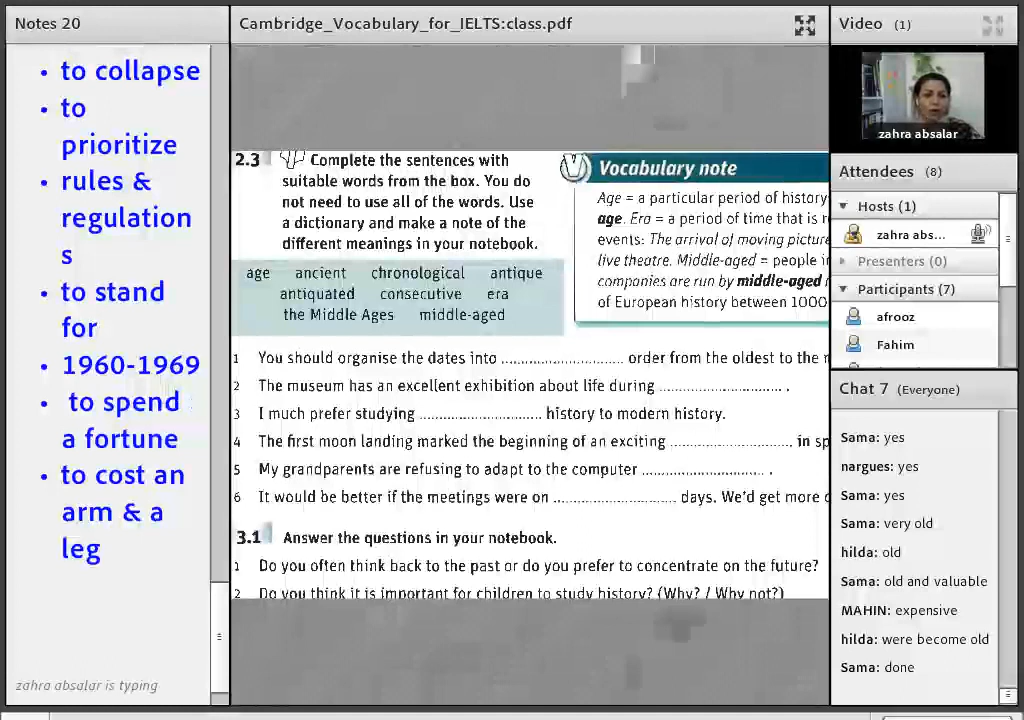 Notes 20
to collapse
to
prioritize
rules &
regulation
s
to stand
for
1960-1969
to spend
a fortune
to cost an
arm & a
leg
zahra absalar is typing
Cambridge_Vocabulary_for_IELTS:class.pdf
2.3 Complete the sentences with
suitable words from the box. You do
not need to use all of the words. Use
a dictionary and make a note of the
different meanings in your notebook.
age ancient chronological antique
antiquated consecutive era
the Middle Ages middle-aged
Vocabulary note
Age = a particular period of history
age. Era = a period of time that is
events: The arrival of moving picture
live theatre. Middle-aged = people
companies are run by middle-aged
of European history between 1000
1 You should organise the dates into .............................. order from the oldest to the
2 The museum has an excellent exhibition about life during .............................. .
3 I much prefer studying .............................. history to modern history.
4 The first moon landing marked the beginning of an exciting .............................. in
5 My grandparents are refusing to adapt to the computer .............................. .
6 It would be better if the meetings were on .............................. days. We'd get more
3.1 Answer the questions in your notebook.
1 Do you often think back to the past or do you prefer to concentrate on the future?
2 Do you think it is important for children to study history? (Why? / Why not?)
Video (1)
zahra absalar
Attendees (8)
Hosts (1)
zahra abs...
Presenters (0)
Participants (7)
afrooz
Fahim
Chat 7 (Everyone)
Sama: yes
nargues: yes
Sama: yes
Sama: very old
hilda: old
Sama: old and valuable
MAHIN: expensive
hilda: were become old
Sama: done